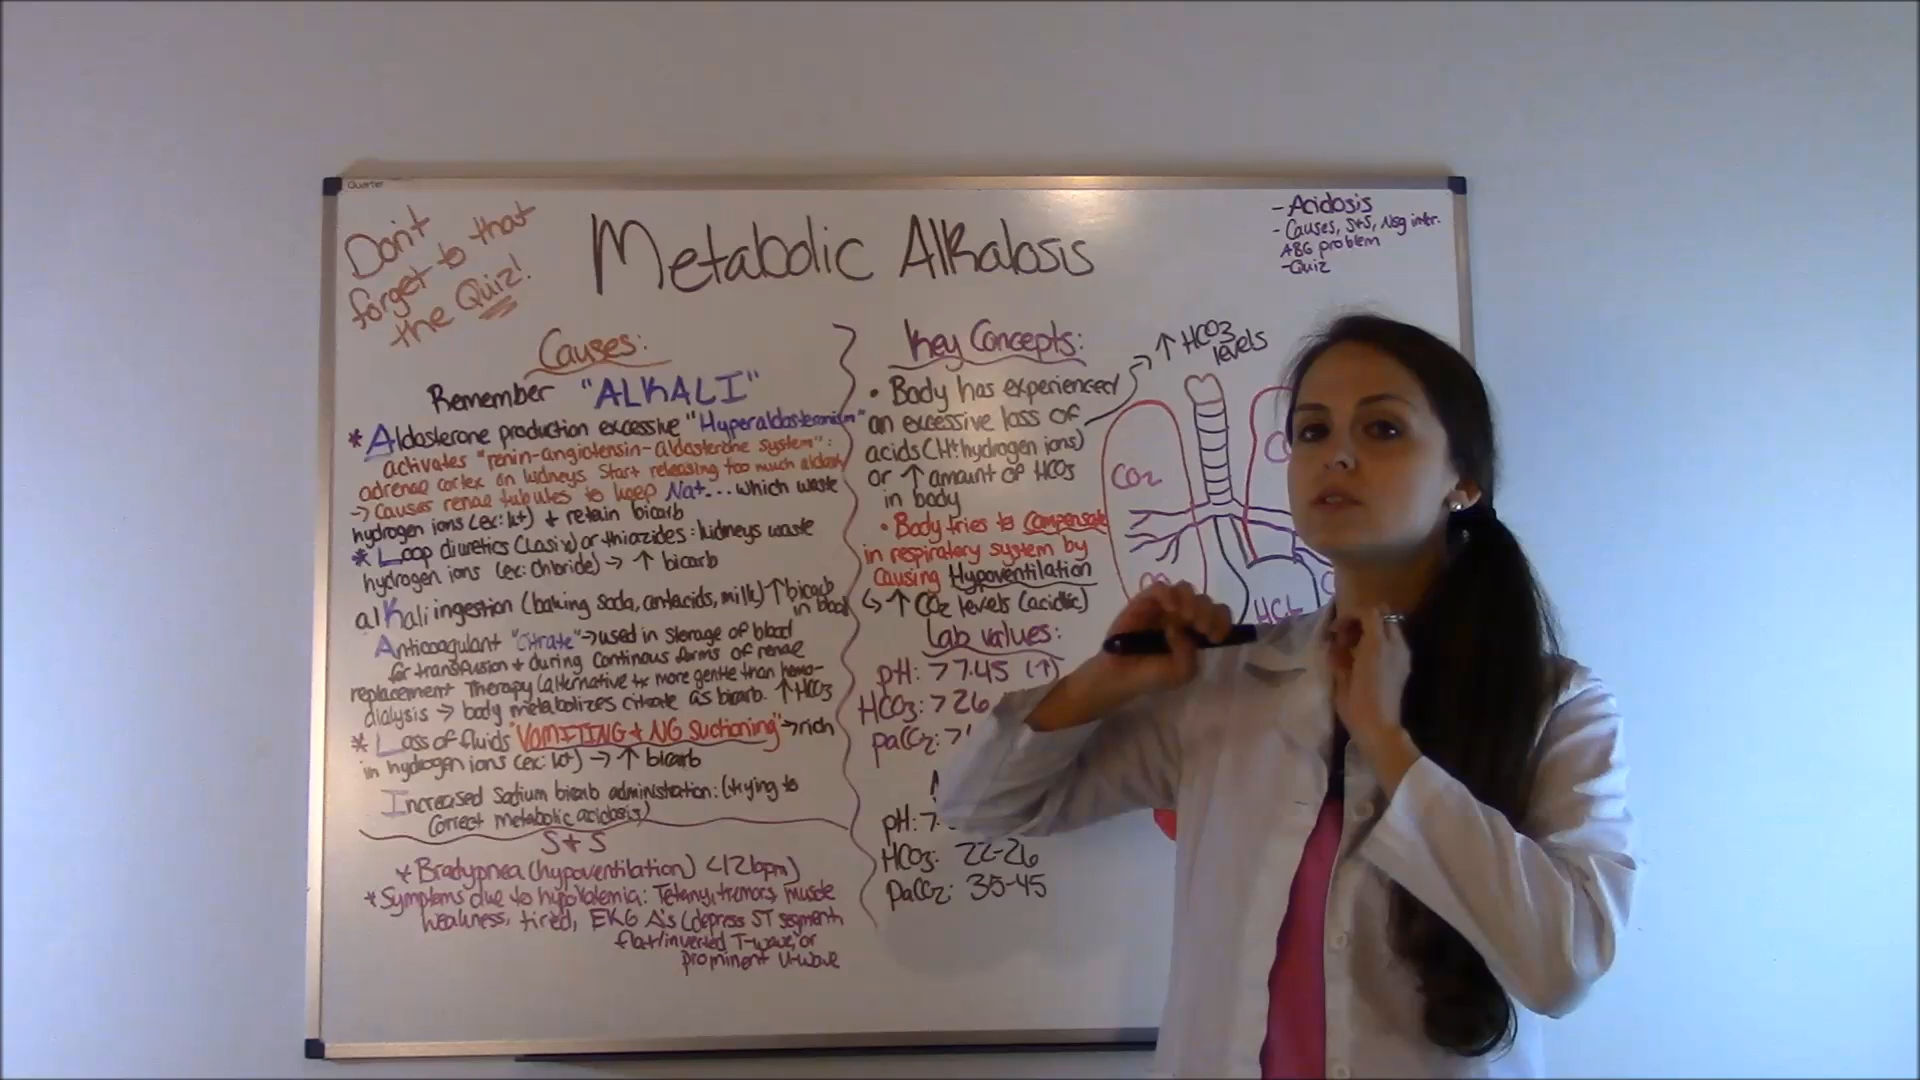 Quartet
Don't
forget to that
the Quiz!
Metabolic Alkalosis
- Acidosis
- Causes, S+S, Nsg inter.
ABG problem
- Quiz
Causes:
Remember "ALKALI"
* Aldosterone production excessive "Hyperaldosteronism"
activates "renin-angiotensin-aldosterone system":
adrenal cortex on kidneys start releasing too much
-> Causes renal tubules to keep Na+... which waste
hydrogen ions (ex: + retain bicarb
* Loop diuretics (Lasix) or thiazides: kidneys waste
hydrogen ions (ex: chloride) -> ↑ bicarb
alKali ingestion (baking soda, antacids, milk) ↑ bicarb
in blood
Anticoagulant "Citrate" -> used in storage of blood
for transfusion + during continous forms of renal
replacement therapy (alternative tx more gentle than hemo-
dialysis -> body metabolizes citrate as bicarb. ↑ HCO3
* Loss of fluids "VOMITING + NG suctioning" -> rich
in hydrogen ions (ex: -> ↑ bicarb
Increased Sodium bicarb administration: (trying to
correct metabolic acidosis)
S+S
* Bradypnea (hypoventilation) <12 bpm)
* Symptoms due to Tetany, tremors, muscle
weakness, tired, EKG Δ's (depress ST segment
flat/inverted T-wave, or
prominent U-wave
Key Concepts:
↑ HCO3
levels
• Body has experienced
an excessive loss of
acids (H+: hydrogen ions)
or ↑ amount of HCO3
in body
• Body tries to compensate
in respiratory system by
causing Hypoventilation
↳ ↑ CO2 levels (acidic)
Lab values:
pH: >7.45 (↑)
HCO3: >26
paCO2: >
pH: 7.
HCO3: 22-26
paCO2: 35-45
CO2
HCL